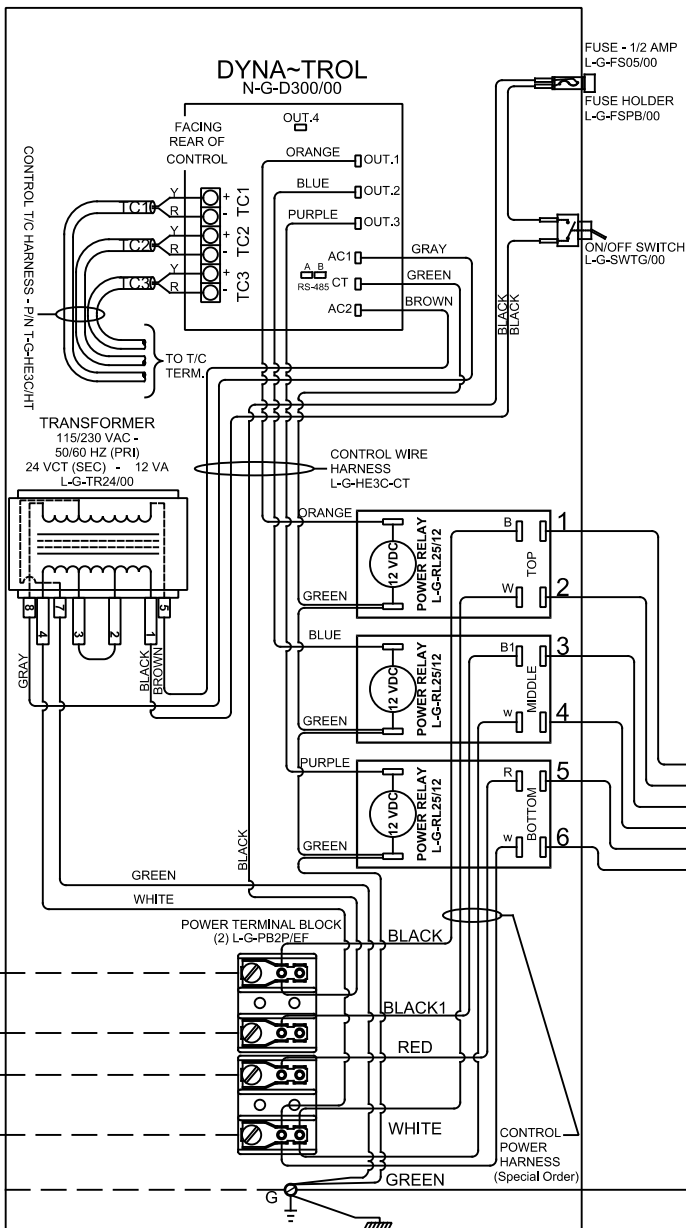 FUSE - 1/2 AMP
L-G-FS05/00
FUSE HOLDER
L-G-FSPB/00
DYNA~TROL
N-G-D300/00
OUT.4
FACING
REAR OF
CONTROL
ORANGE
OUT.1
BLUE
OUT.2
PURPLE
OUT.3
CONTROL T/C HARNESS - P/N T-G-HE3C/HT
TC1
Y
R
+
-
TC1
TC2
Y
R
+
-
TC2
TC3
Y
R
+
-
TC3
AC1
GRAY
A B
RS-485
CT
GREEN
AC2
BROWN
ON/OFF SWITCH
L-G-SWTG/00
BLACK
BLACK
TO T/C
TERM.
TRANSFORMER
115/230 VAC -
50/60 HZ (PRI)
24 VCT (SEC) - 12 VA
L-G-TR24/00
CONTROL WIRE
HARNESS
L-G-HE3C-CT
8
4
7
3
2
1
5
GRAY
BLACK
BROWN
ORANGE
12 VDC
GREEN
POWER RELAY
L-G-RL25/12
B
W
TOP
1
2
BLUE
12 VDC
GREEN
POWER RELAY
L-G-RL25/12
B1
W
MIDDLE
3
4
PURPLE
12 VDC
GREEN
POWER RELAY
L-G-RL25/12
R
W
BOTTOM
5
6
BLACK
GREEN
WHITE
POWER TERMINAL BLOCK
(2) L-G-PB2P/EF
BLACK
BLACK1
RED
WHITE
CONTROL
POWER
HARNESS
(Special Order)
GREEN
G